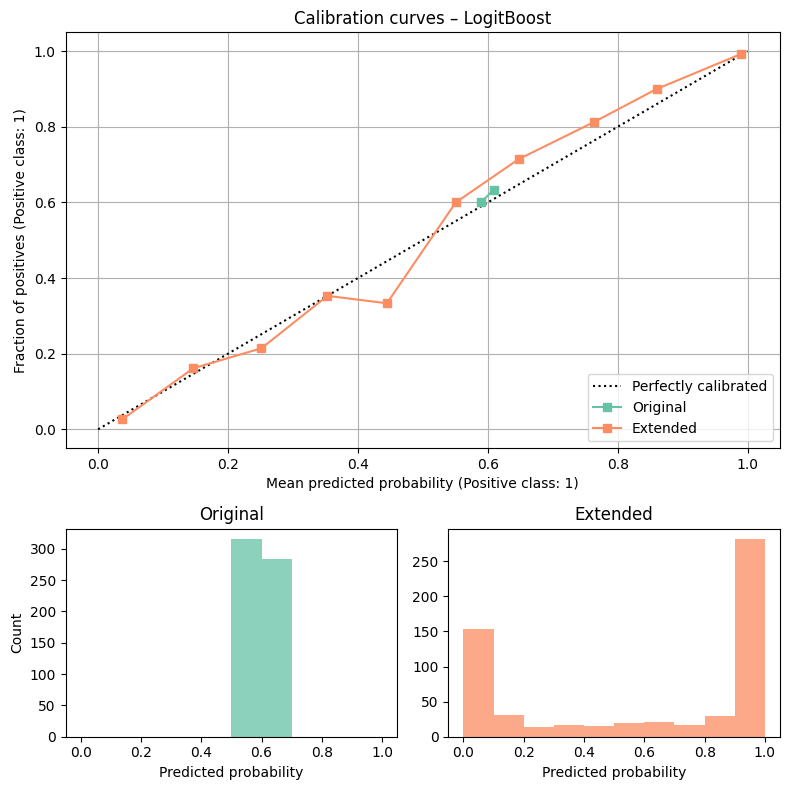 Calibration curves – LogitBoost
1.0
0.8
0.6
0.4
0.2
0.0
Fraction of positives (Positive class: 1)
Perfectly calibrated
Original
Extended
0.0 0.2 0.4 0.6 0.8 1.0
Mean predicted probability (Positive class: 1)
Original
300
250
200
150
100
50
0
Count
0.0 0.2 0.4 0.6 0.8 1.0
Predicted probability
Extended
250
200
150
100
50
0
0.0 0.2 0.4 0.6 0.8 1.0
Predicted probability